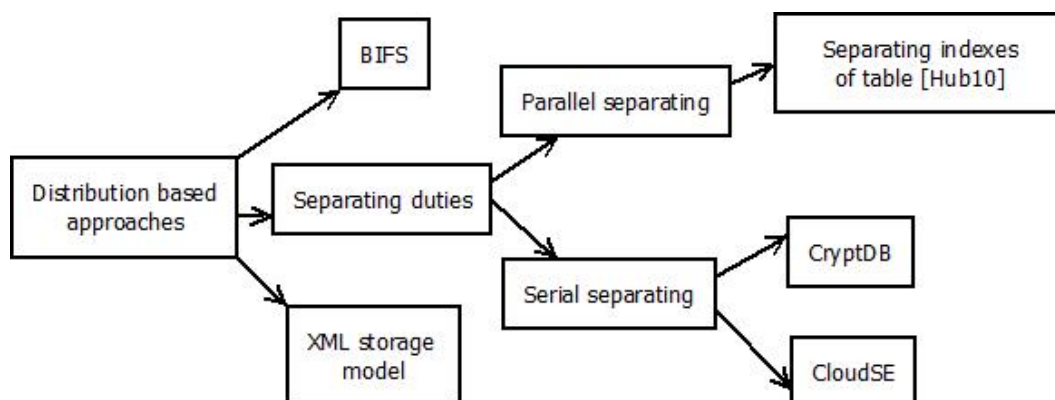 BIFS
Separating indexes
of table [Hub10]
Parallel separating
Distribution based
approaches
Separating duties
CryptDB
Serial separating
XML storage
model
CloudSE